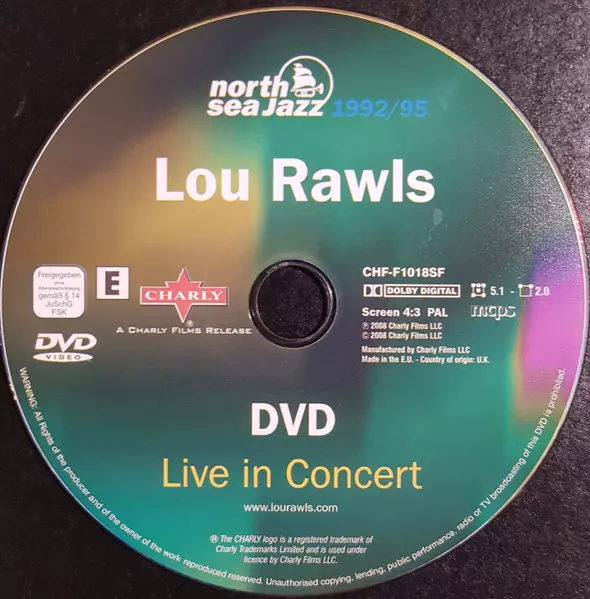 north
sea Jazz 1992/95
Lou Rawls
Freigegeben
ohne
Altersbeschränkung
gemäß § 14
JuSchG
FSK
E
CHARLY
®
A CHARLY FILMS RELEASE
DVD
VIDEO
CHF-F1018SF
DOLBY DIGITAL 5.1 - 2.0
Screen 4:3 PAL mcps
℗ 2008 Charly Films LLC
© 2008 Charly Films LLC
Manufactured by Charly Films LLC
Made in the E.U. - Country of origin: U.K.
DVD
Live in Concert
www.lourawls.com
® The CHARLY logo is a registered trademark of
Charly Trademarks Limited and is used under
licence by Charly Films LLC.
WARNING: All Rights of the producer and of the owner of the work reproduced reserved. Unauthorised copying, lending, public performance, radio or TV broadcasting of this DVD is prohibited.